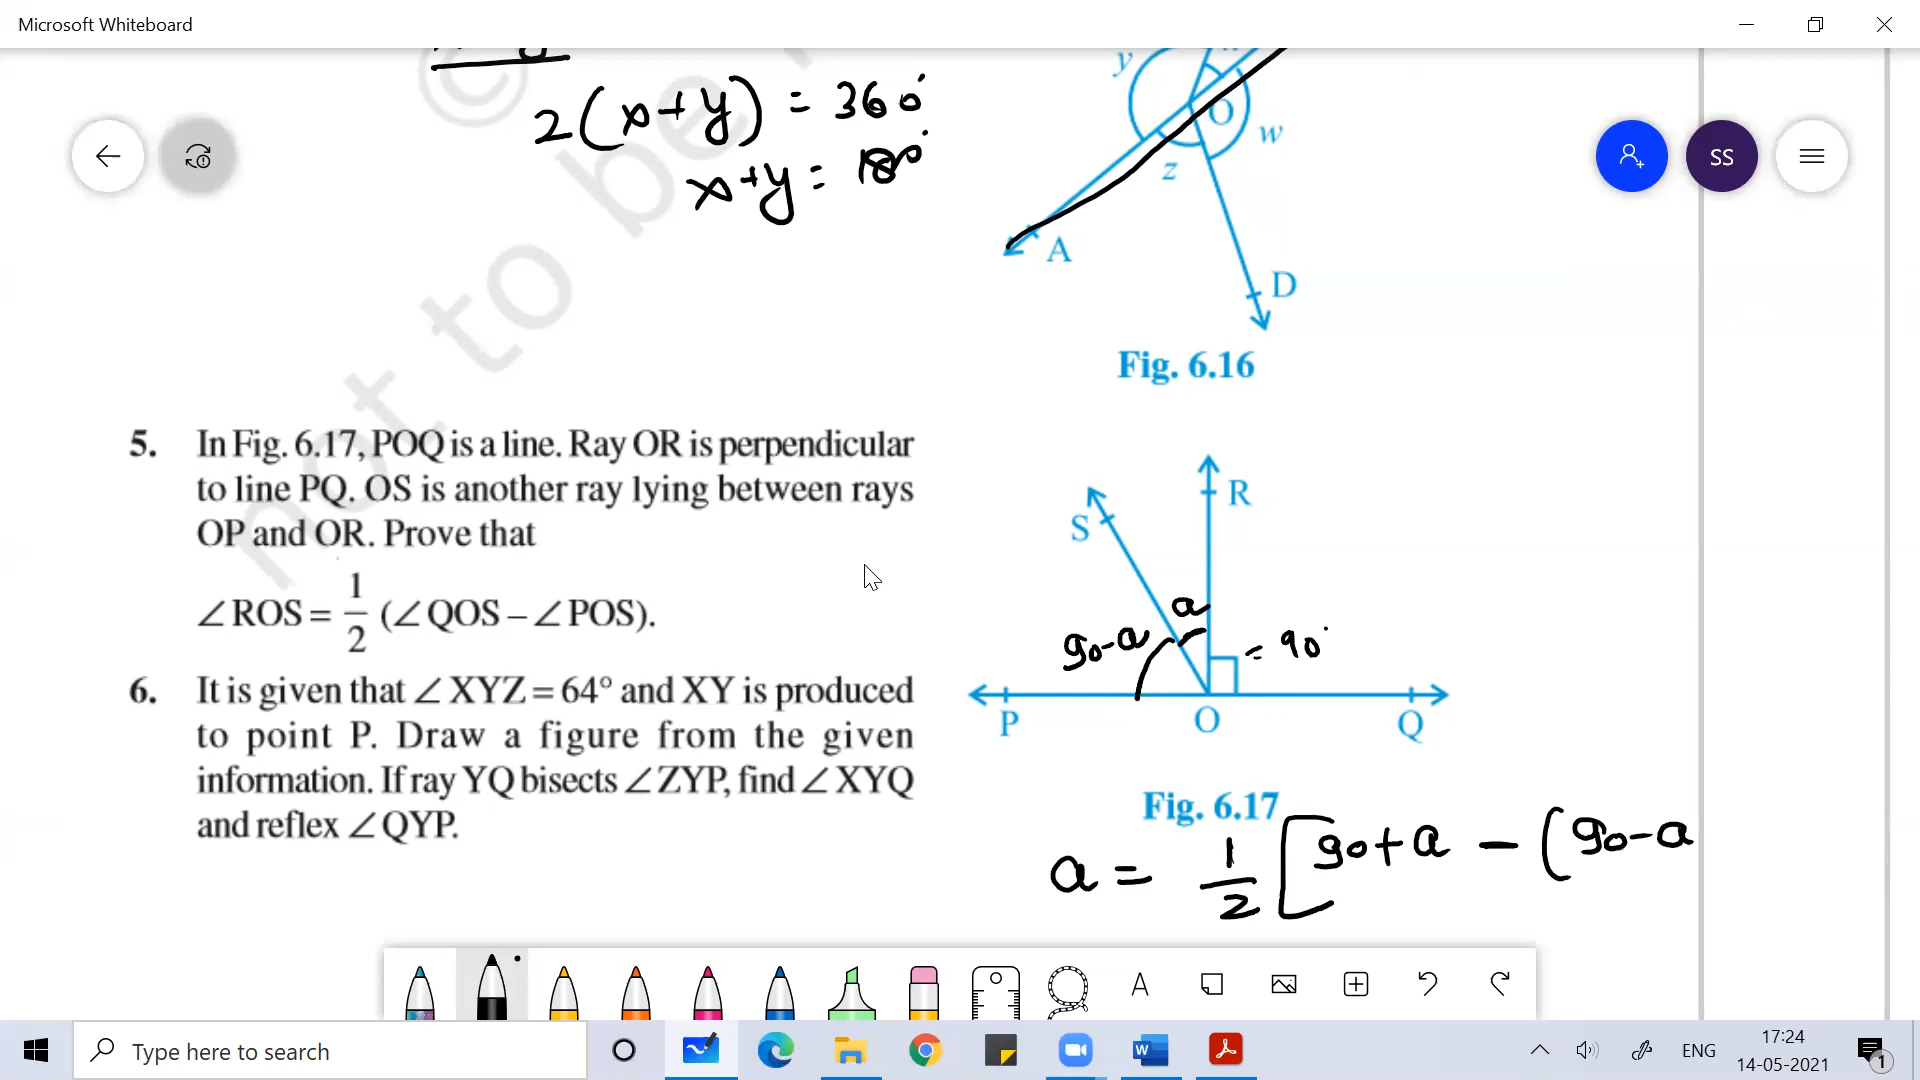 Microsoft Whiteboard
2(x+y) = 360°
x+y = 180°
y
O
w
z
A
D
Fig. 6.16
SS
not to be
©
5. In Fig. 6.17, POQ is a line. Ray OR is perpendicular
to line PQ. OS is another ray lying between rays
OP and OR. Prove that
∠ROS = 1/2 (∠QOS – ∠POS).
6. It is given that ∠XYZ = 64° and XY is produced
to point P. Draw a figure from the given
information. If ray YQ bisects ∠ZYP, find ∠XYQ
and reflex ∠QYP.
R
S
a
90-a
= 90°
P
O
Q
Fig. 6.17
a = 1/2 [90+a - (90-a
Type here to search
ENG
17:24
14-05-2021
1